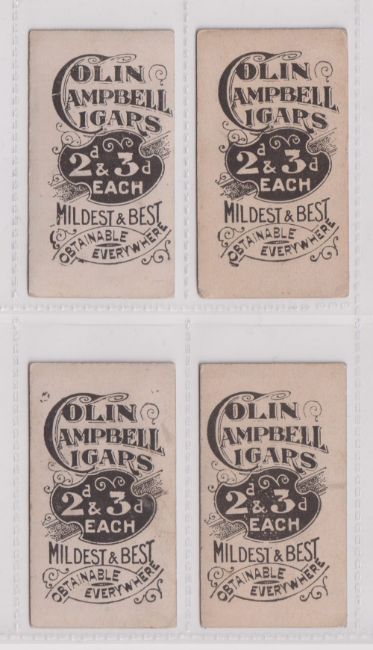 COLIN
CAMPBELL
CIGARS
2d & 3d
EACH
MILDEST & BEST
OBTAINABLE
EVERYWHERE
COLIN
CAMPBELL
CIGARS
2d & 3d
EACH
MILDEST & BEST
OBTAINABLE
EVERYWHERE
COLIN
CAMPBELL
CIGARS
2d & 3d
EACH
MILDEST & BEST
OBTAINABLE
EVERYWHERE
COLIN
CAMPBELL
CIGARS
2d & 3d
EACH
MILDEST & BEST
OBTAINABLE
EVERYWHERE